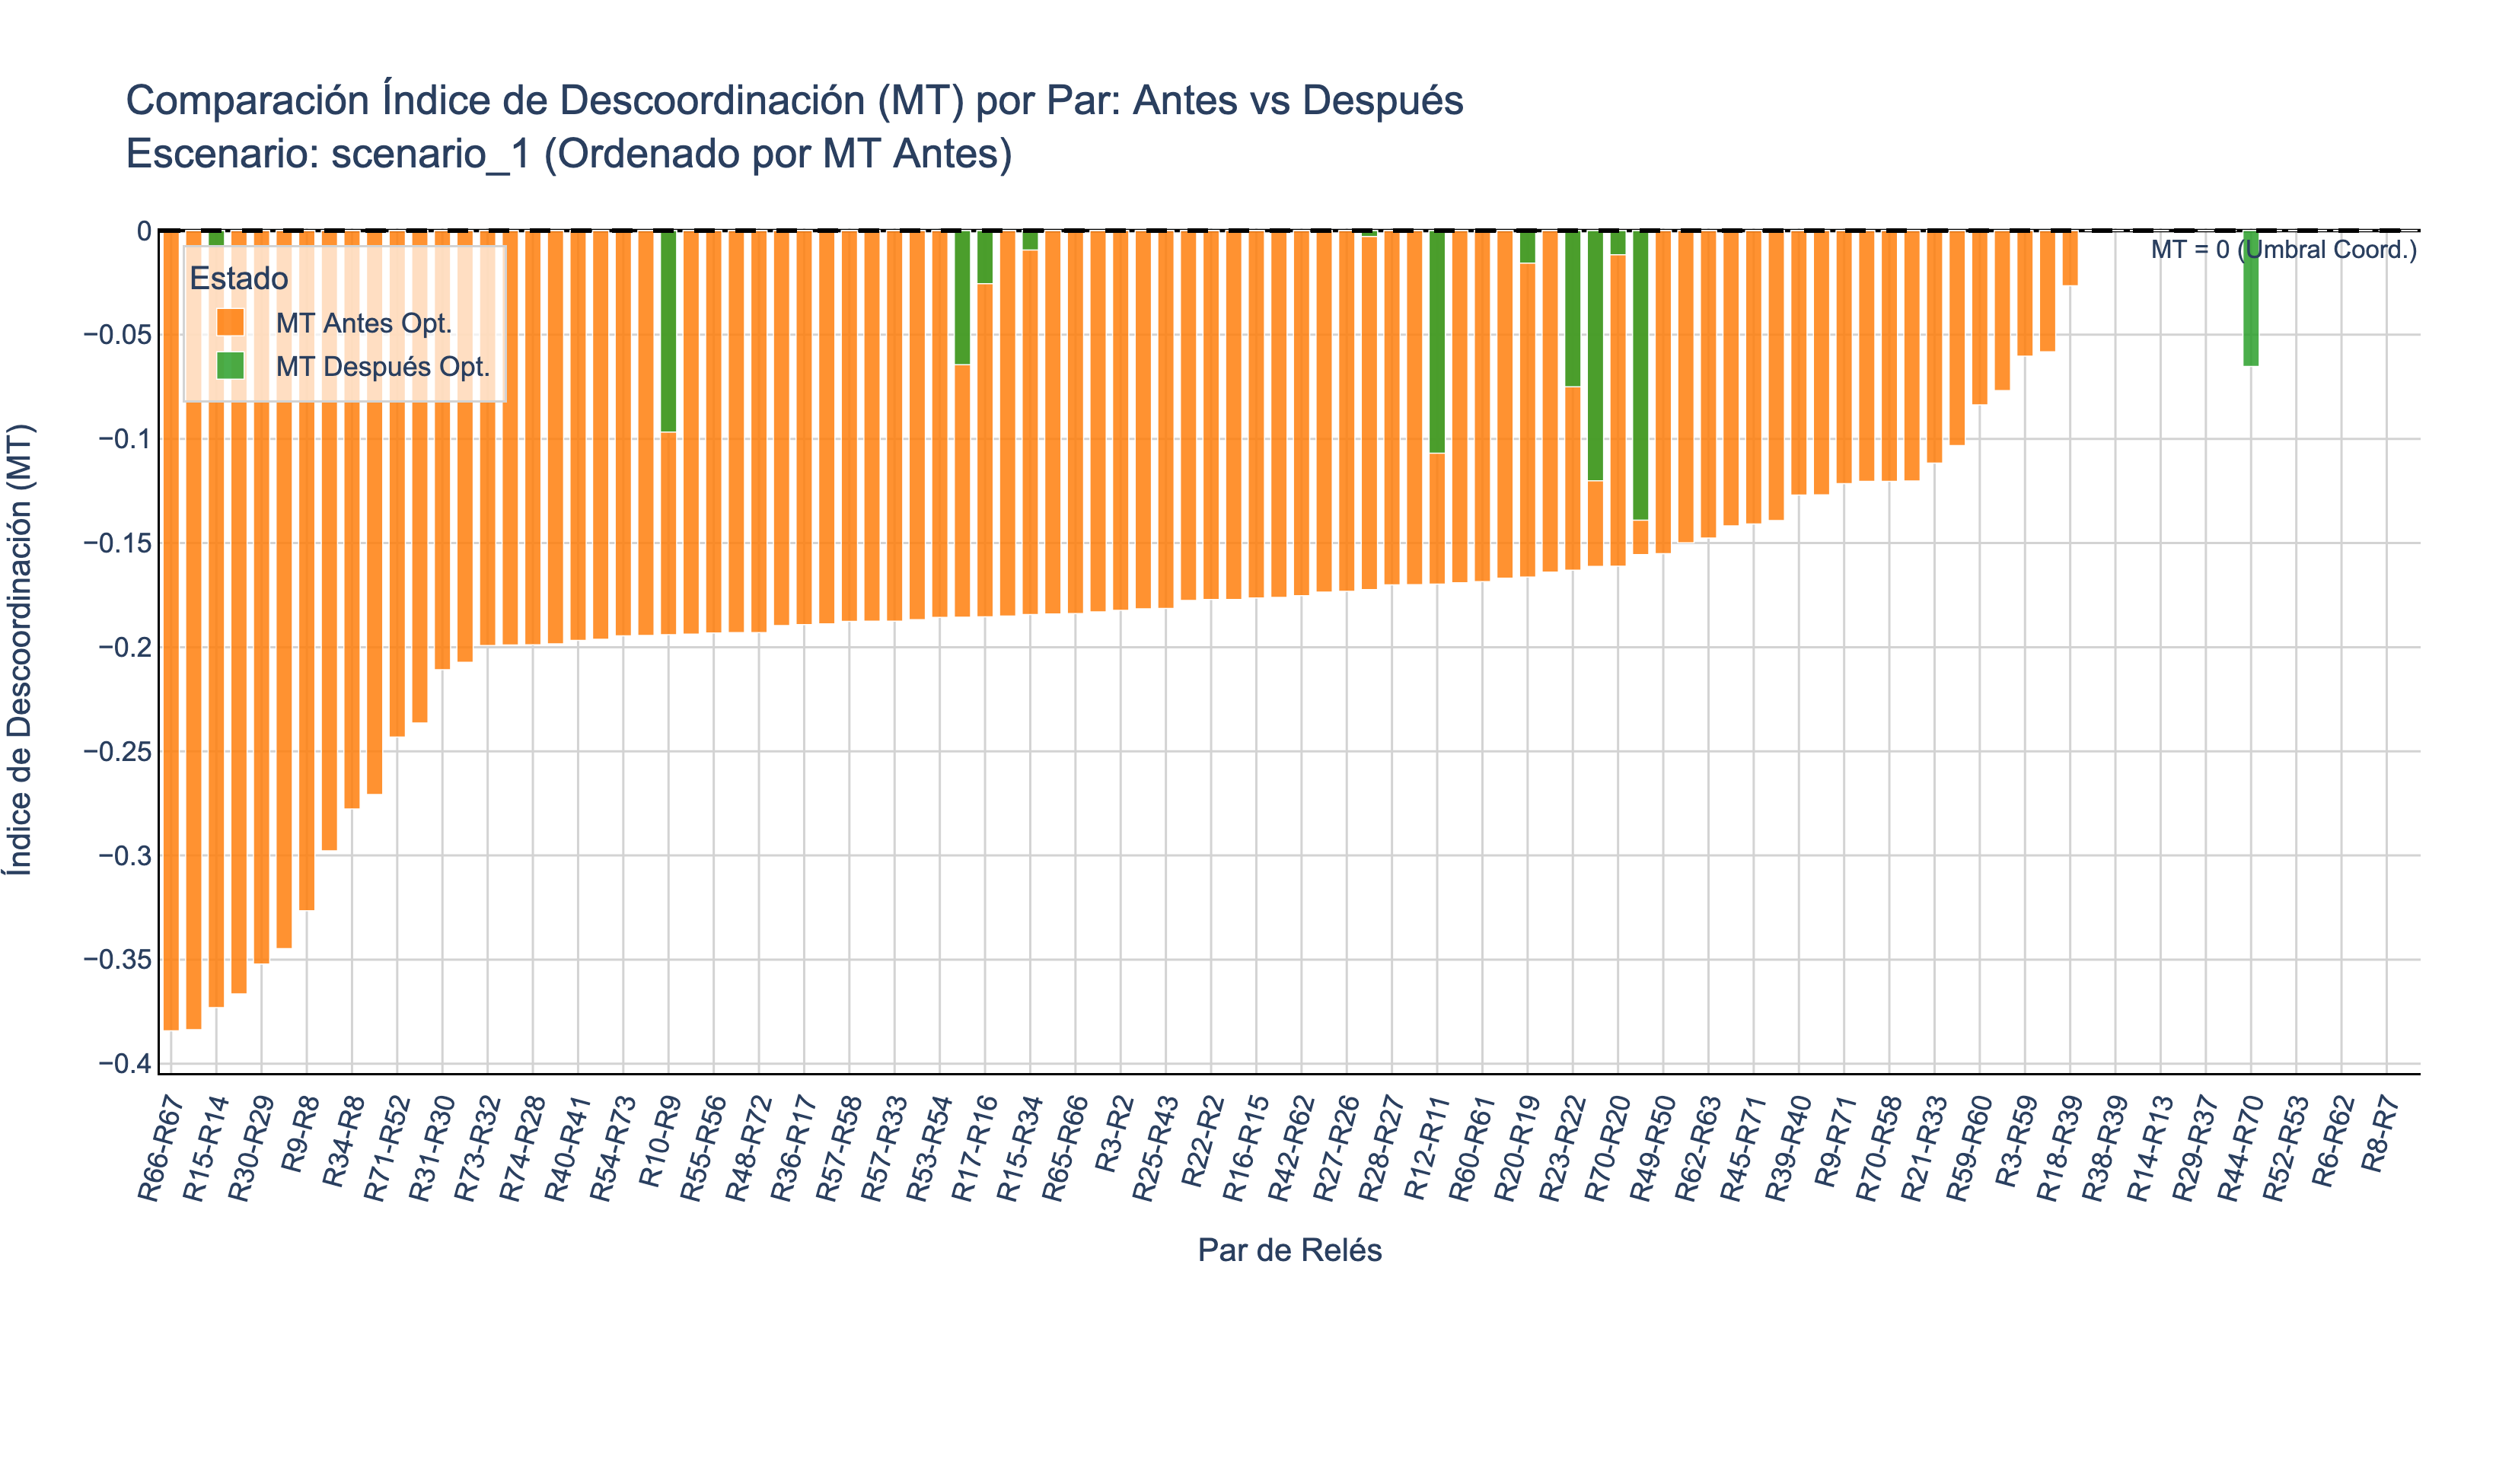 Comparación Índice de Descoordinación (MT) por Par: Antes vs Después
Escenario: scenario_1 (Ordenado por MT Antes)
Índice de Descoordinación (MT)
0
−0.05
−0.1
−0.15
−0.2
−0.25
−0.3
−0.35
−0.4
Estado
MT Antes Opt.
MT Después Opt.
MT = 0 (Umbral Coord.)
R66-R67
R15-R14
R30-R29
R9-R8
R34-R8
R71-R52
R31-R30
R73-R32
R74-R28
R40-R41
R54-R73
R10-R9
R55-R56
R48-R72
R36-R17
R57-R58
R57-R33
R53-R54
R17-R16
R15-R34
R65-R66
R3-R2
R25-R43
R22-R2
R16-R15
R42-R62
R27-R26
R28-R27
R12-R11
R60-R61
R20-R19
R23-R22
R70-R20
R49-R50
R62-R63
R45-R71
R39-R40
R9-R71
R70-R58
R21-R33
R59-R60
R3-R59
R18-R39
R38-R39
R14-R13
R29-R37
R44-R70
R52-R53
R6-R62
R8-R7
Par de Relés